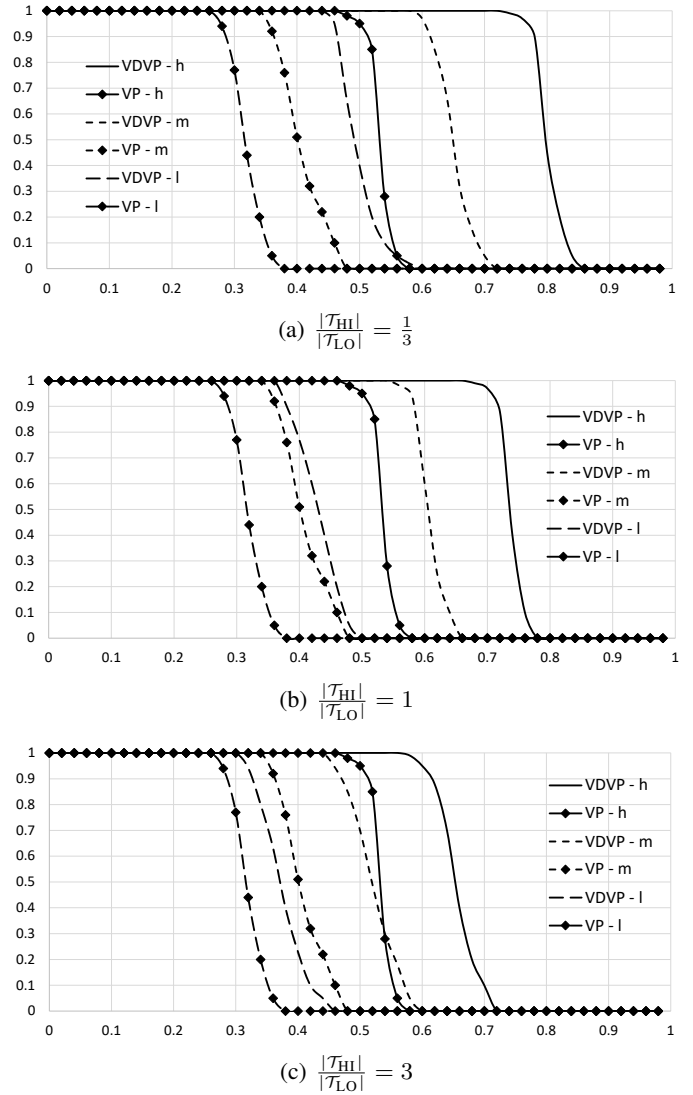 1
0.9
0.8
0.7
0.6
0.5
0.4
0.3
0.2
0.1
0
VDVP - h
VP - h
VDVP - m
VP - m
VDVP - l
VP - l
0 0.1 0.2 0.3 0.4 0.5 0.6 0.7 0.8 0.9 1
(a) |𝒯HI| / |𝒯LO| = 1/3
1
0.9
0.8
0.7
0.6
0.5
0.4
0.3
0.2
0.1
0
VDVP - h
VP - h
VDVP - m
VP - m
VDVP - l
VP - l
0 0.1 0.2 0.3 0.4 0.5 0.6 0.7 0.8 0.9 1
(b) |𝒯HI| / |𝒯LO| = 1
1
0.9
0.8
0.7
0.6
0.5
0.4
0.3
0.2
0.1
0
VDVP - h
VP - h
VDVP - m
VP - m
VDVP - l
VP - l
0 0.1 0.2 0.3 0.4 0.5 0.6 0.7 0.8 0.9 1
(c) |𝒯HI| / |𝒯LO| = 3